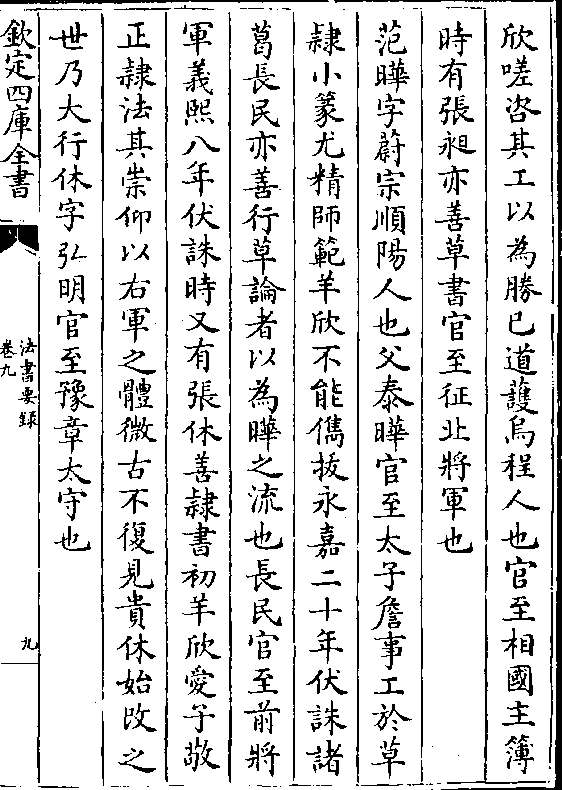 欣嗟咨其工以為勝已道護烏程人也官至相國主簿
時有張昶亦善草書官至征北將軍也
范曄字蔚宗順陽人也父泰曄官至太子詹事工於草
隸小篆尤精師範羊欣不能儁拔永嘉二十年伏誅諸
葛長民亦善行草論者以為曄之流也長民官至前將
軍義熙八年伏誅時又有張休善隸書初羊欣愛子敬
正隸法其崇仰以右軍之體微古不復見貴休始改之
世乃大行休字弘明官至豫章太守也
欽定四庫全書
法書要録
卷九
九